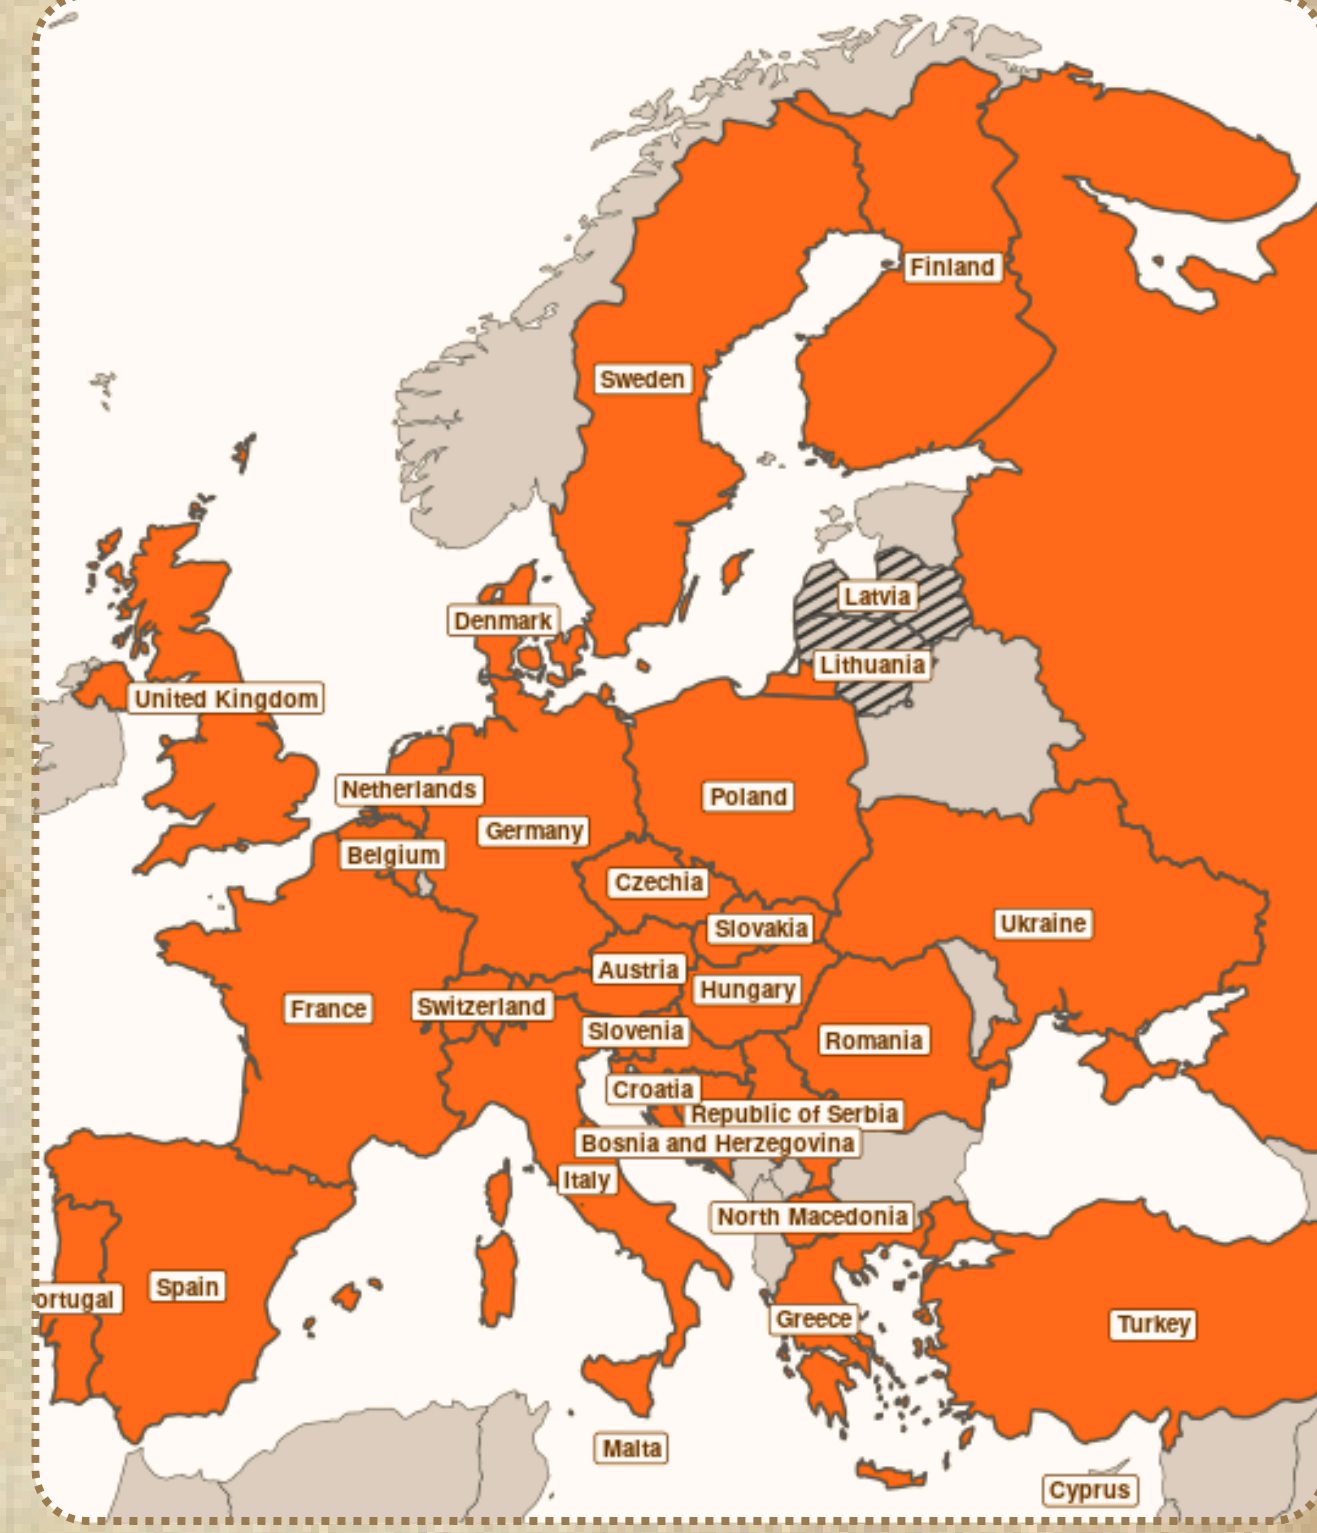 Finland
Sweden
Latvia
Denmark
Lithuania
United Kingdom
Netherlands
Poland
Germany
Belgium
Czechia
Slovakia
Ukraine
Austria
Hungary
France
Switzerland
Slovenia
Romania
Croatia
Republic of Serbia
Bosnia and Herzegovina
Italy
North Macedonia
Spain
ortugal
Greece
Turkey
Malta
Cyprus